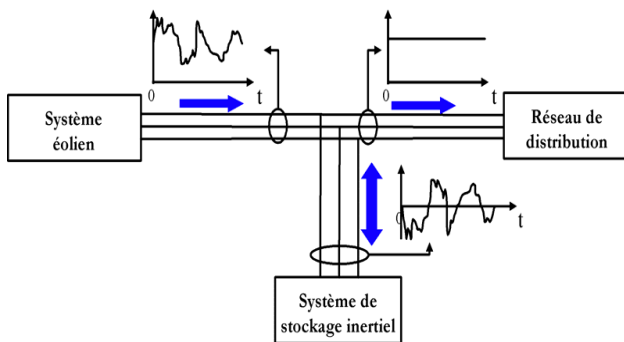 0
t
0
t
Système
éolien
Réseau de
distribution
0
t
Système de
stockage inertiel